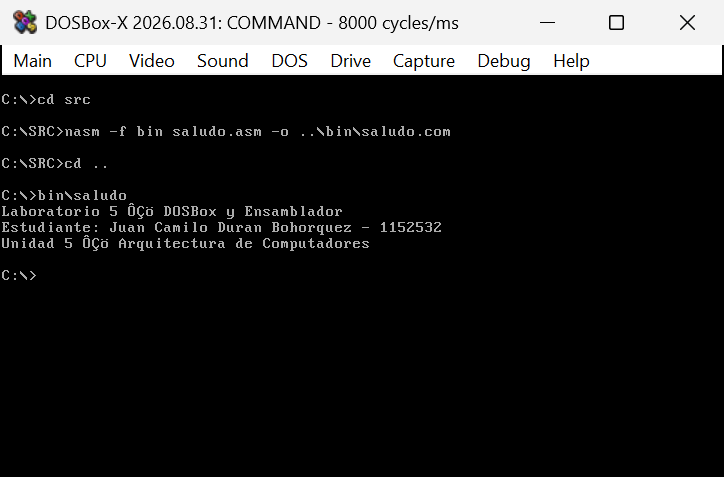 DOSBox-X 2026.08.31: COMMAND - 8000 cycles/ms
Main CPU Video Sound DOS Drive Capture Debug Help
C:\>cd src
C:\SRC>nasm -f bin saludo.asm -o ..\bin\saludo.com
C:\SRC>cd ..
C:\>bin\saludo
Laboratorio 5 ÔÇö DOSBox y Ensamblador
Estudiante: Juan Camilo Duran Bohorquez - 1152532
Unidad 5 ÔÇö Arquitectura de Computadores
C:\>